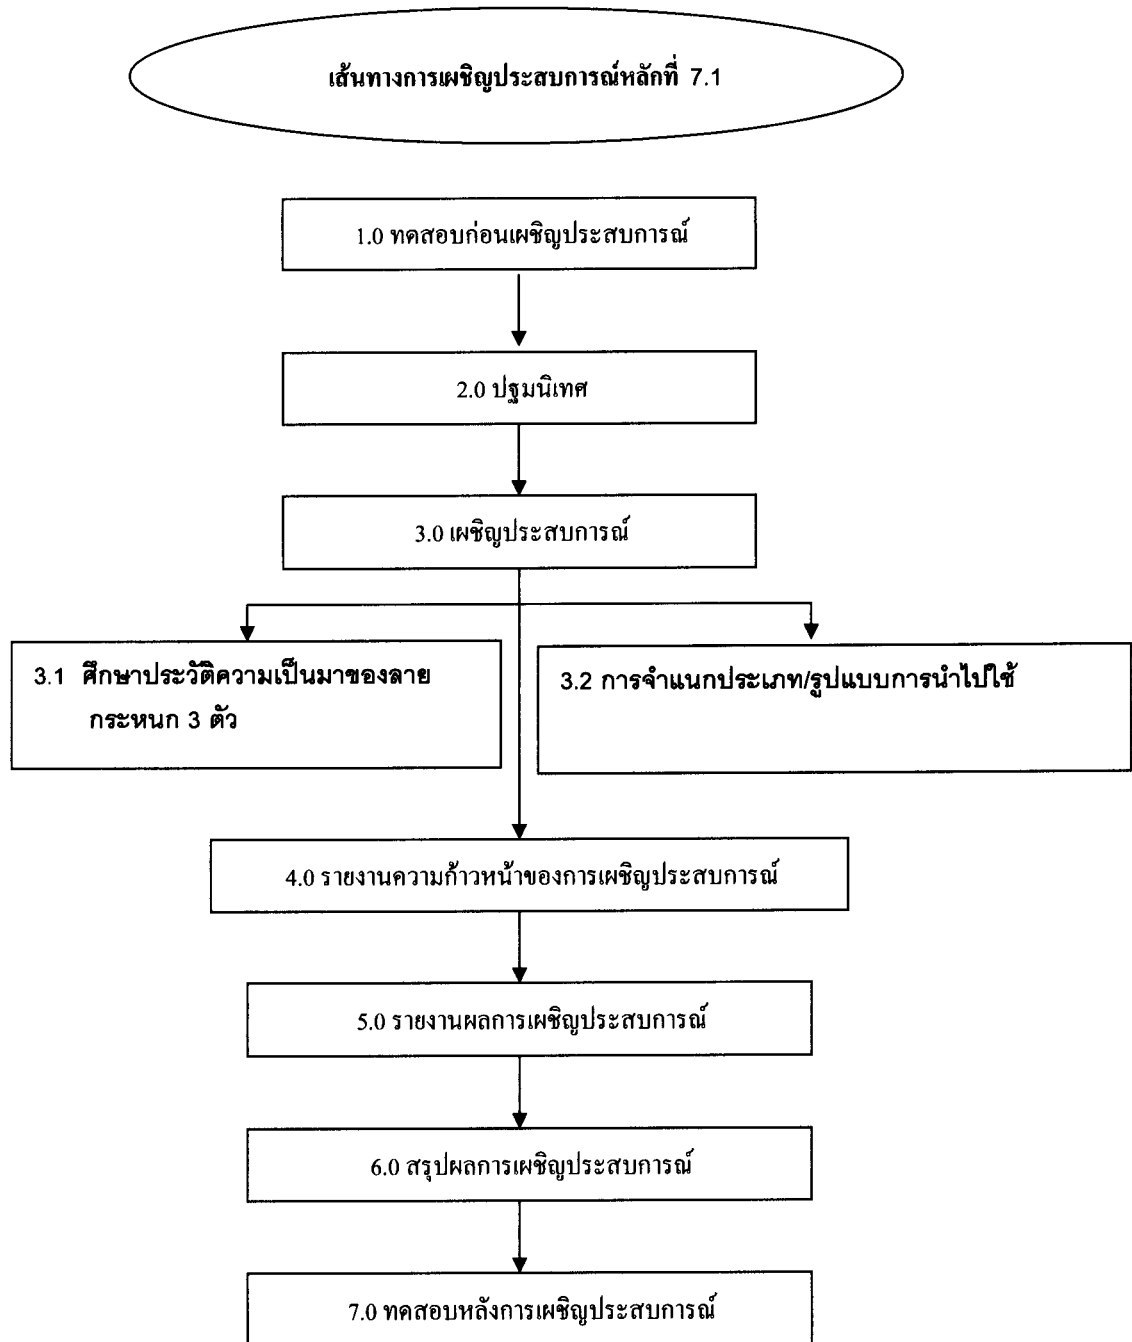 เส้นทางการเผชิญประสบการณ์หลักที่ 7.1
1.0 ทดสอบก่อนเผชิญประสบการณ์
2.0 ปฐมนิเทศ
3.0 เผชิญประสบการณ์
3.1 ศึกษาประวัติความเป็นมาของลาย
กระหนก 3 ตัว
3.2 การจำแนกประเภท/รูปแบบการนำไปใช้
4.0 รายงานความก้าวหน้าของการเผชิญประสบการณ์
5.0 รายงานผลการเผชิญประสบการณ์
6.0 สรุปผลการเผชิญประสบการณ์
7.0 ทดสอบหลังการเผชิญประสบการณ์